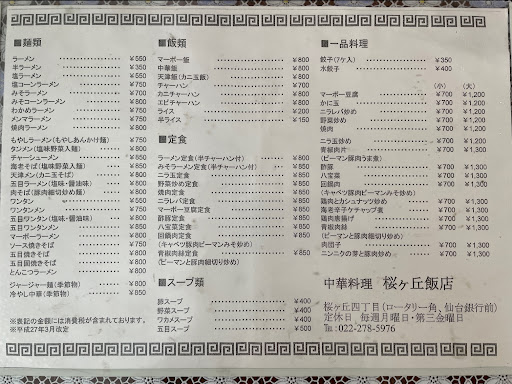 ■麺類
ラーメン ¥550
半ラーメン ¥350
塩ラーメン ¥550
塩コーンラーメン ¥750
みそラーメン ¥700
みそコーンラーメン ¥800
わかめラーメン ¥750
メンマラーメン ¥800
焼肉ラーメン ¥800
もやしラーメン(もやしあんかけ麺) ¥750
タンメン(塩味野菜入麺) ¥750
チャーシューメン ¥850
海老そば(塩味海老入麺) ¥850
天津メン(カニ玉そば) ¥850
五目ラーメン(塩味・醤油味) ¥800
肉そば(豚肉細切炒め麺) ¥800
ワンタン ¥550
ワンタンメン ¥750
五目ワンタン(塩味・醤油味) ¥750
五目ワンタンメン ¥850
マーボーラーメン ¥800
ソース焼きそば ¥750
五目焼きそば ¥800
五目固焼きそば ¥800
とんこつラーメン ¥650
ジャージャー麺(季節物) ¥850
冷やし中華(季節物) ¥850
※表記の金額には消費税が含まれております。
※平成27年3月改定
■飯類
マーボー飯 ¥800
中華飯 ¥800
天津飯(カニ玉飯) ¥800
チャーハン ¥700
カニチャーハン ¥800
エビチャーハン ¥800
ライス ¥200
半ライス ¥150
■定食
ラーメン定食(半チャーハン付) ¥850
みそラーメン定食(半チャーハン付) ¥850
ニラ玉定食 ¥850
野菜炒め定食 ¥850
焼肉定食 ¥850
ニラレバ定食 ¥850
マーボー豆腐定食 ¥850
酢豚定食 ¥850
八宝菜定食 ¥850
回鍋肉定食 ¥850
(キャベツ豚肉ピーマンみそ炒め)
青椒肉絲定食 ¥850
(ピーマンと豚肉細切り炒め)
■スープ類
肺スープ ¥400
野菜スープ ¥400
ワカメスープ ¥400
五目スープ ¥500
■一品料理
餃子(7ケ入) ¥350
水餃子 ¥400
(小) (大)
マーボー豆腐 ¥700 ¥1,200
かに玉 ¥700 ¥1,200
ニラレバ炒め ¥700 ¥1,200
野菜炒め ¥700 ¥1,200
焼肉 ¥700 ¥1,200
ニラ玉炒め ¥700 ¥1,200
青椒肉片 ¥700 ¥1,300
(ピーマン豚肉うま煮)
酢豚 ¥700 ¥1,300
八宝菜 ¥700 ¥1,300
回鍋肉 ¥700 ¥1,300
(キャベツ豚肉ピーマンみそ炒め)
鶏肉とカシュナッツ炒め ¥700 ¥1,300
海老辛子ケチャップ煮 ¥700 ¥1,300
鶏肉唐揚げ ¥700 ¥1,300
青椒肉絲 ¥700 ¥1,300
(ピーマンと豚肉細切り炒め)
肉団子 ¥700 ¥1,300
ニンニクの芽と豚肉炒め ¥700 ¥1,300
中華料理 桜ヶ丘飯店
桜ヶ丘四丁目(ロータリー角、仙台銀行前)
定休日 毎週月曜日・第三金曜日
℡:022-278-5976